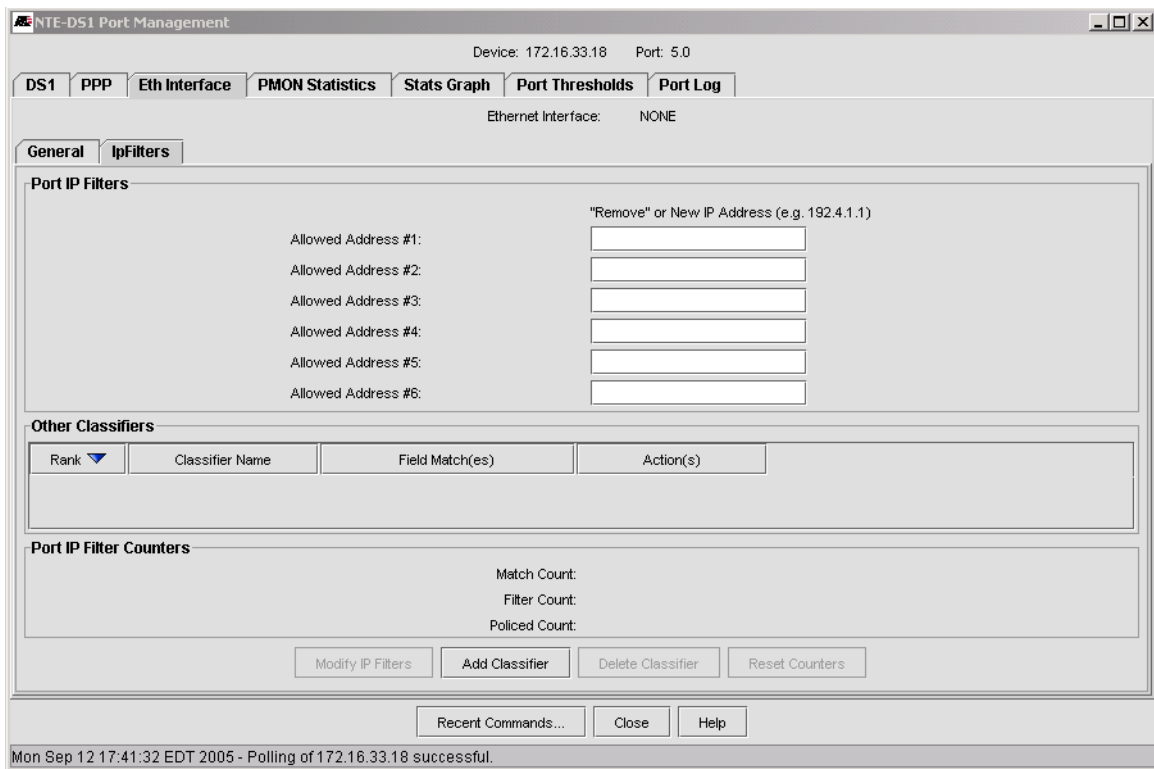 NTE-DS1 Port Management
Device: 172.16.33.18 Port: 5.0
DS1 PPP Eth Interface PMON Statistics Stats Graph Port Thresholds Port Log
Ethernet Interface: NONE
General IpFilters
Port IP Filters
"Remove" or New IP Address (e.g. 192.4.1.1)
Allowed Address #1:
Allowed Address #2:
Allowed Address #3:
Allowed Address #4:
Allowed Address #5:
Allowed Address #6:
Other Classifiers
Rank Classifier Name Field Match(es) Action(s)
Port IP Filter Counters
Match Count:
Filter Count:
Policed Count:
Modify IP Filters Add Classifier Delete Classifier Reset Counters
Recent Commands... Close Help
Mon Sep 12 17:41:32 EDT 2005 - Polling of 172.16.33.18 successful.